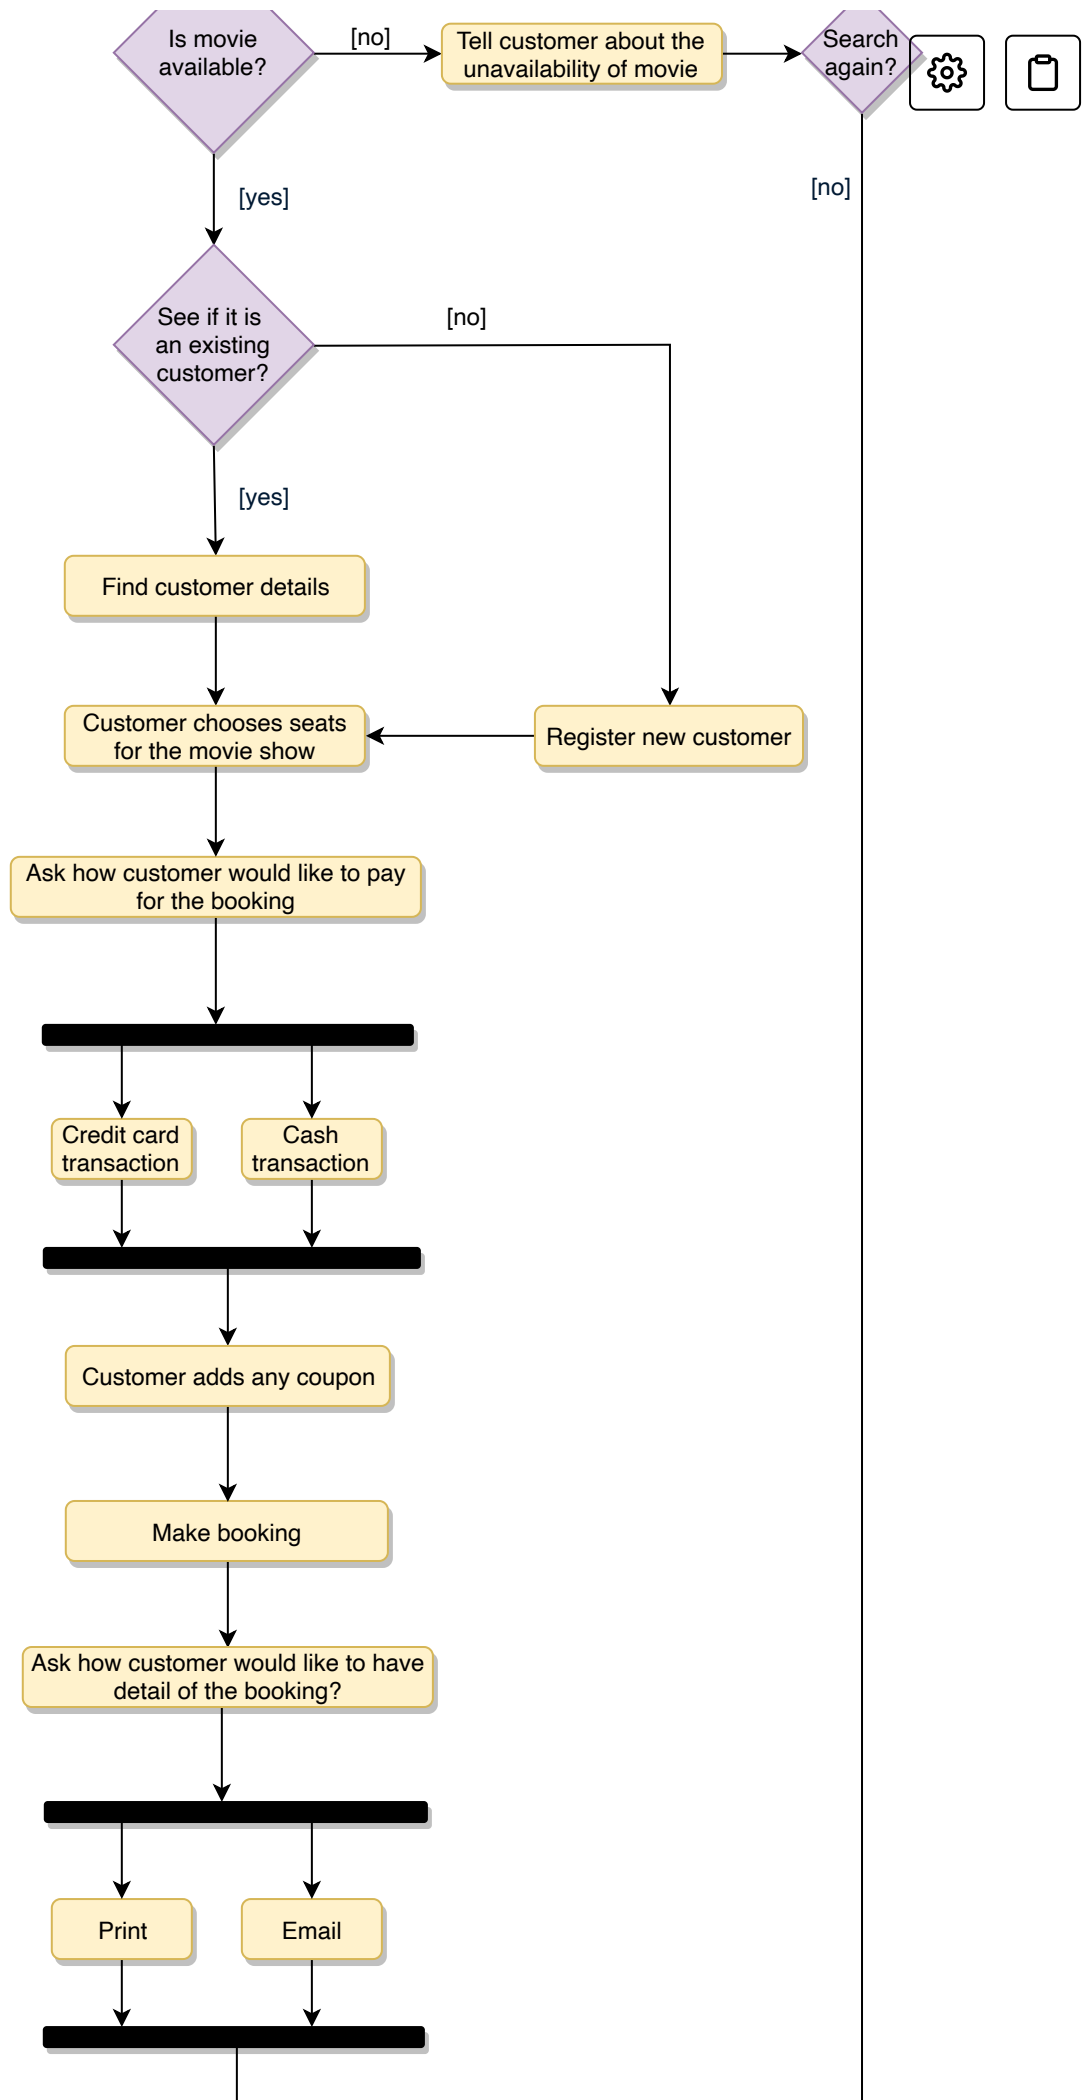 Is movie
available?
[no]
Tell customer about the
unavailability of movie
Search
again?
[yes]
[no]
See if it is
an existing
customer?
[no]
[yes]
Find customer details
Customer chooses seats
for the movie show
Register new customer
Ask how customer would like to pay
for the booking
Credit card
transaction
Cash
transaction
Customer adds any coupon
Make booking
Ask how customer would like to have
detail of the booking?
Print
Email